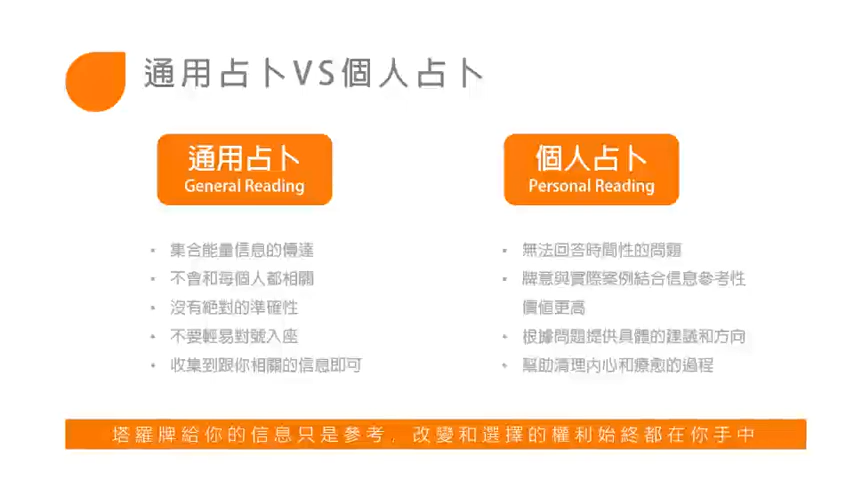 通用占卜VS個人占卜
通用占卜
General Reading
• 集合能量信息的傳達
• 不會和每個人都相關
• 沒有絕對的準確性
• 不要輕易對號入座
• 收集到跟你相關的信息即可
個人占卜
Personal Reading
• 無法回答時間性的問題
• 牌意與實際案例結合信息參考性
價值更高
• 根據問題提供具體的建議和方向
• 幫助清理內心和療愈的過程
塔羅牌給你的信息只是參考，改變和選擇的權利始終都在你手中